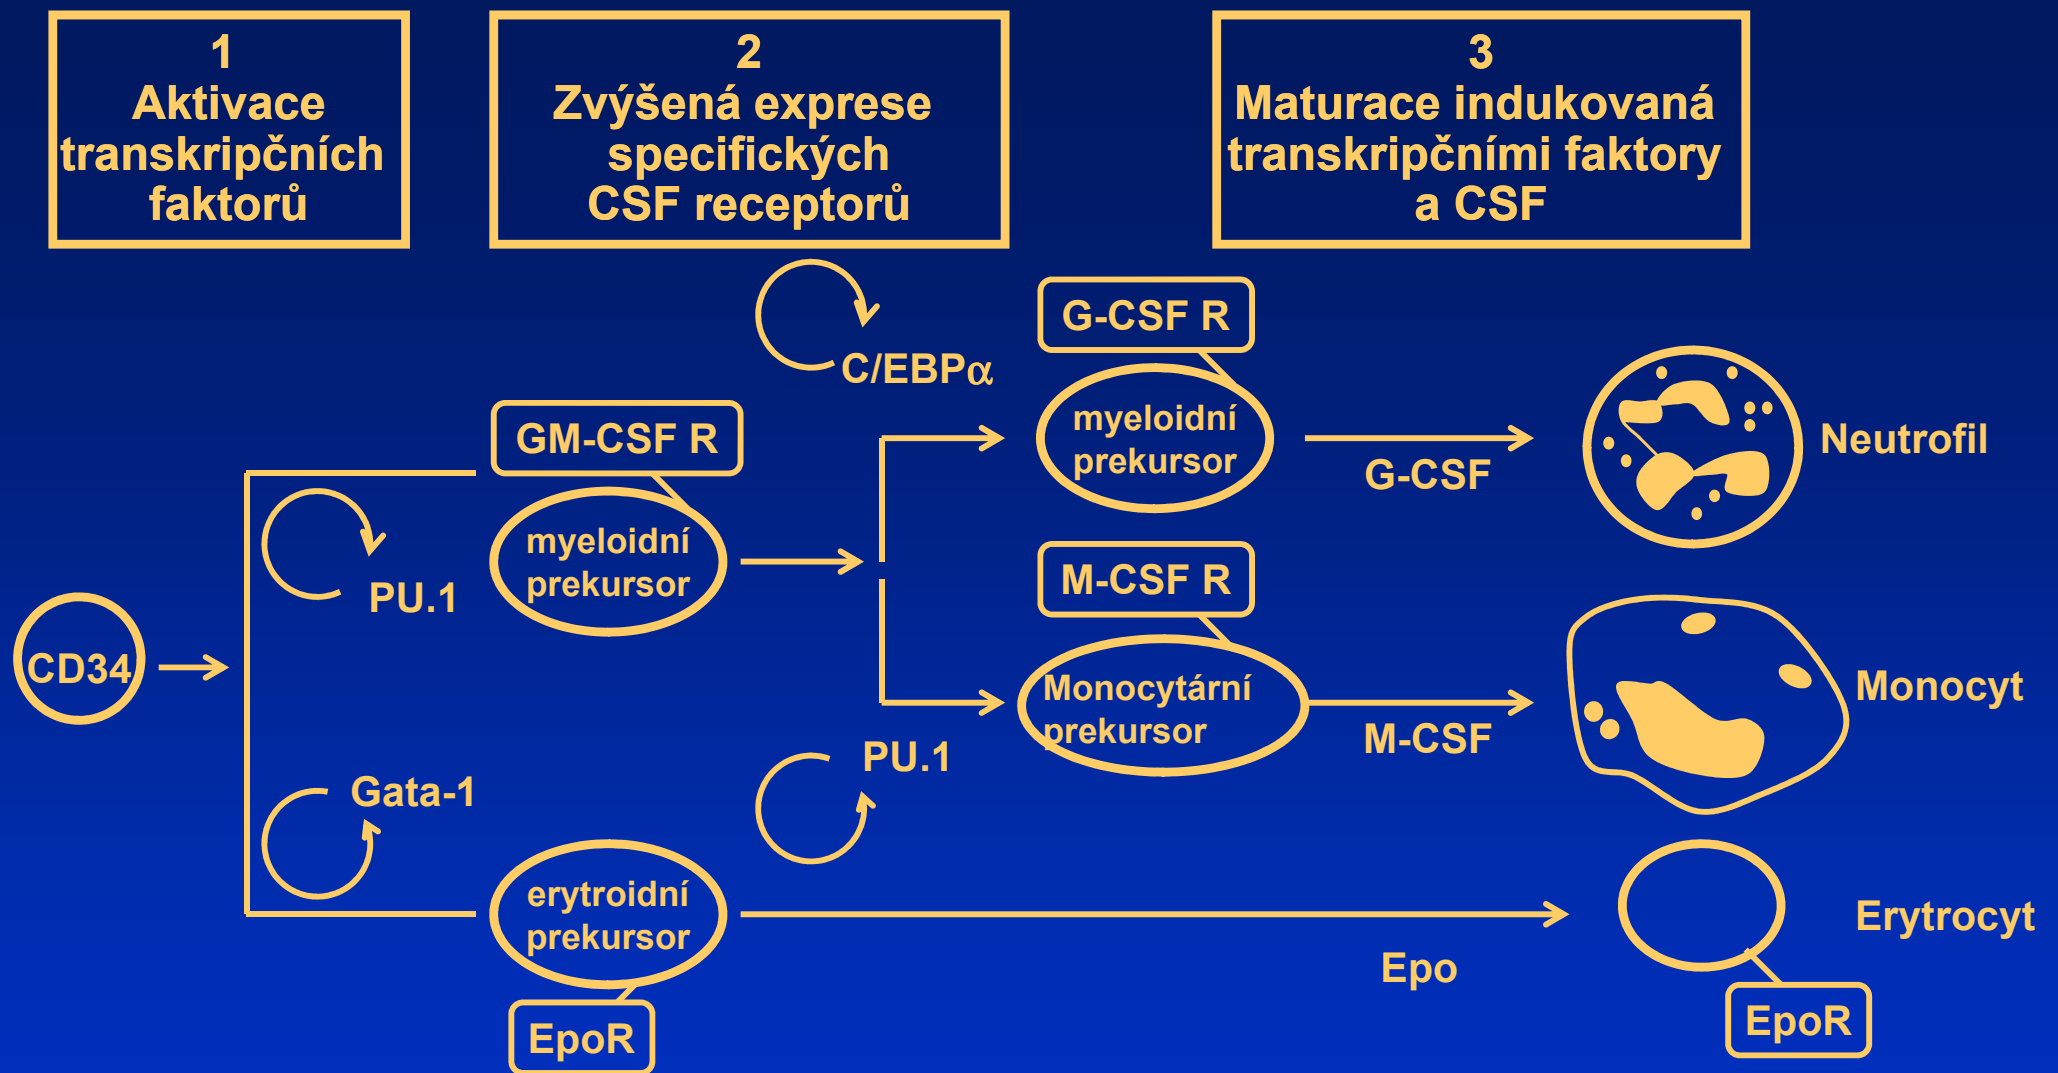 1
Aktivace
transkripčních
faktorů
2
Zvýšená exprese
specifických
CSF receptorů
3
Maturace indukovaná
transkripčními faktory
a CSF
C/EBPα
G-CSF R
myeloidní
prekursor
G-CSF
Neutrofil
GM-CSF R
myeloidní
prekursor
PU.1
CD34
M-CSF R
Monocytární
prekursor
M-CSF
Monocyt
PU.1
Gata-1
erytroidní
prekursor
EpoR
Epo
Erytrocyt
EpoR